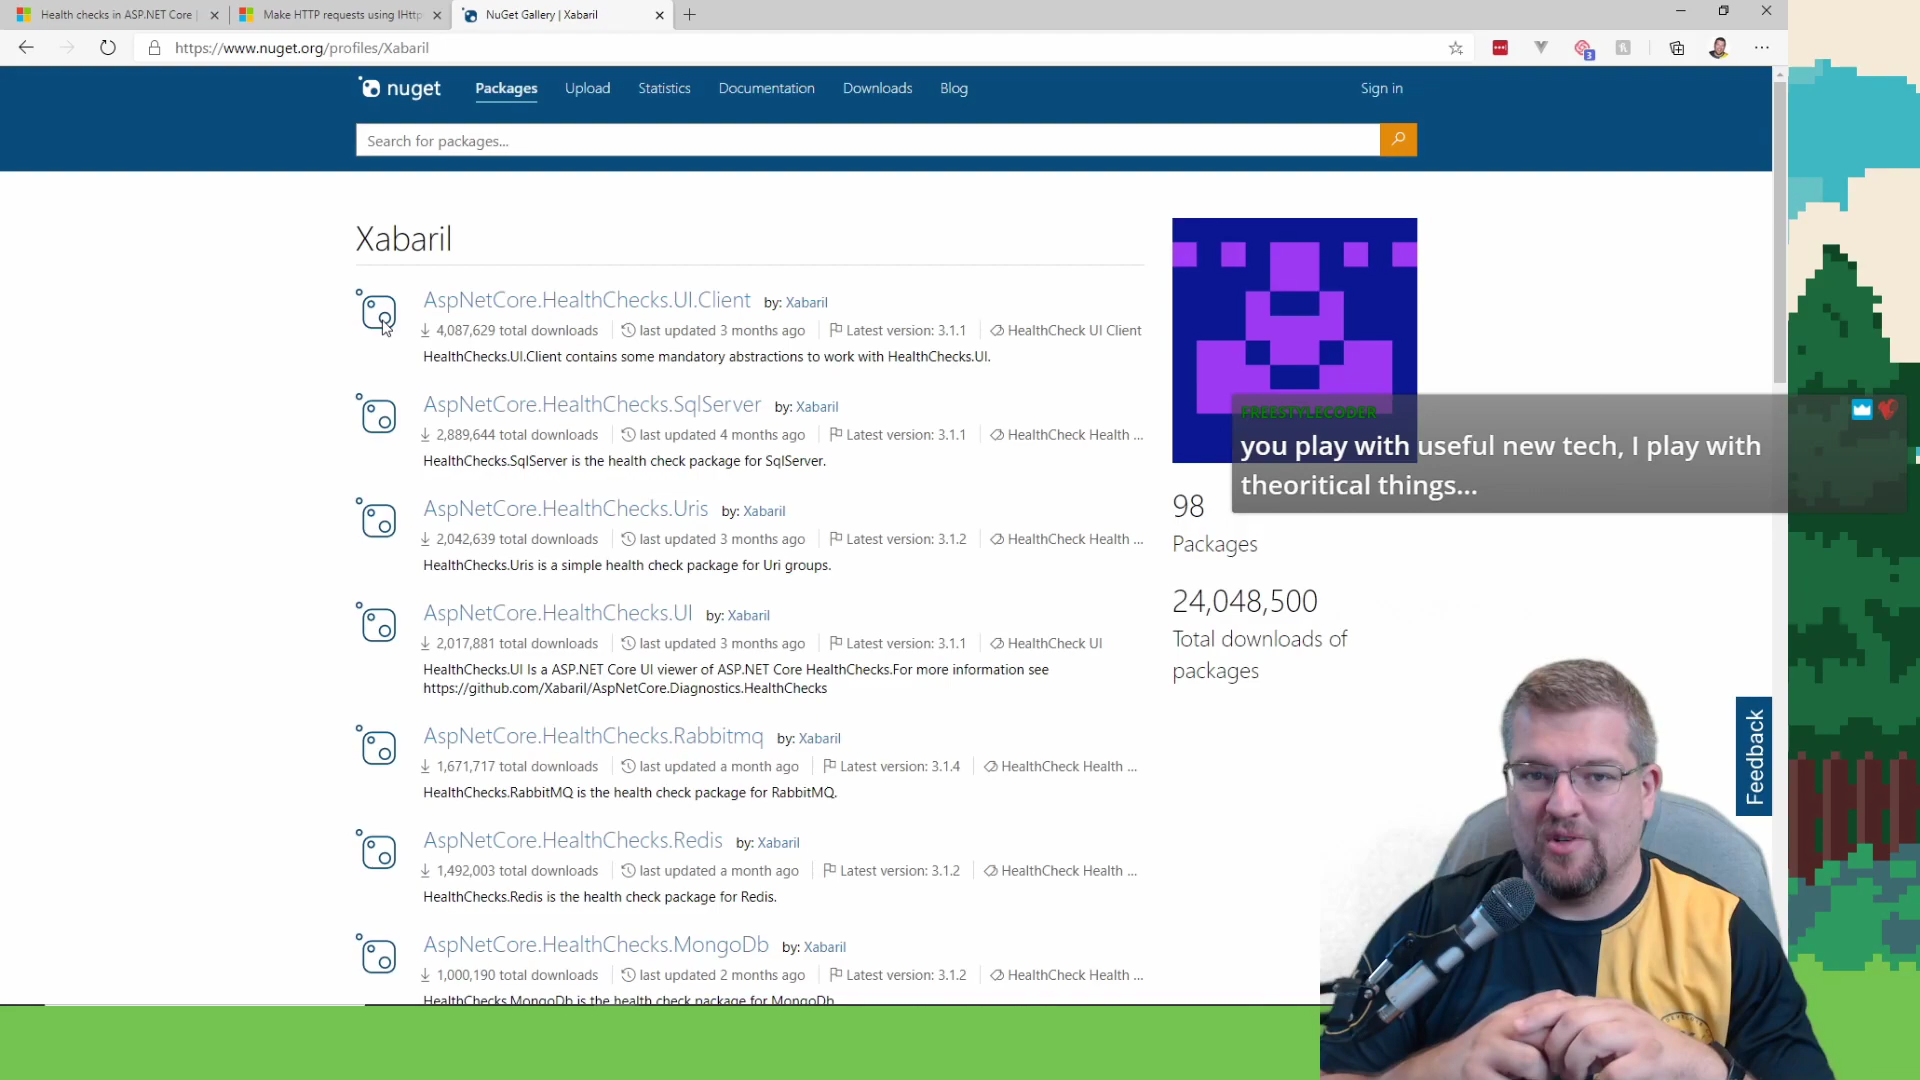 Health checks in ASP.NET Core |
Make HTTP requests using IHttp
NuGet Gallery | Xabaril
https://www.nuget.org/profiles/Xabaril
3
nuget
Packages
Upload
Statistics
Documentation
Downloads
Blog
Sign in
Search for packages...
Xabaril
AspNetCore.HealthChecks.UI.Client by: Xabaril
4,087,629 total downloads last updated 3 months ago Latest version: 3.1.1 HealthCheck UI Client
HealthChecks.UI.Client contains some mandatory abstractions to work with HealthChecks.UI.
AspNetCore.HealthChecks.SqlServer by: Xabaril
2,889,644 total downloads last updated 4 months ago Latest version: 3.1.1 HealthCheck Health ...
HealthChecks.SqlServer is the health check package for SqlServer.
AspNetCore.HealthChecks.Uris by: Xabaril
2,042,639 total downloads last updated 3 months ago Latest version: 3.1.2 HealthCheck Health ...
HealthChecks.Uris is a simple health check package for Uri groups.
AspNetCore.HealthChecks.UI by: Xabaril
2,017,881 total downloads last updated 3 months ago Latest version: 3.1.1 HealthCheck UI
HealthChecks.UI Is a ASP.NET Core UI viewer of ASP.NET Core HealthChecks.For more information see
https://github.com/Xabaril/AspNetCore.Diagnostics.HealthChecks
AspNetCore.HealthChecks.Rabbitmq by: Xabaril
1,671,717 total downloads last updated a month ago Latest version: 3.1.4 HealthCheck Health ...
HealthChecks.RabbitMQ is the health check package for RabbitMQ.
AspNetCore.HealthChecks.Redis by: Xabaril
1,492,003 total downloads last updated a month ago Latest version: 3.1.2 HealthCheck Health ...
HealthChecks.Redis is the health check package for Redis.
AspNetCore.HealthChecks.MongoDb by: Xabaril
1,000,190 total downloads last updated 2 months ago Latest version: 3.1.2 HealthCheck Health ...
HealthChecks.MongoDb is the health check package for MongoDb
FREESTYLECODER
you play with useful new tech, I play with
theoritical things...
98
Packages
24,048,500
Total downloads of
packages
Feedback